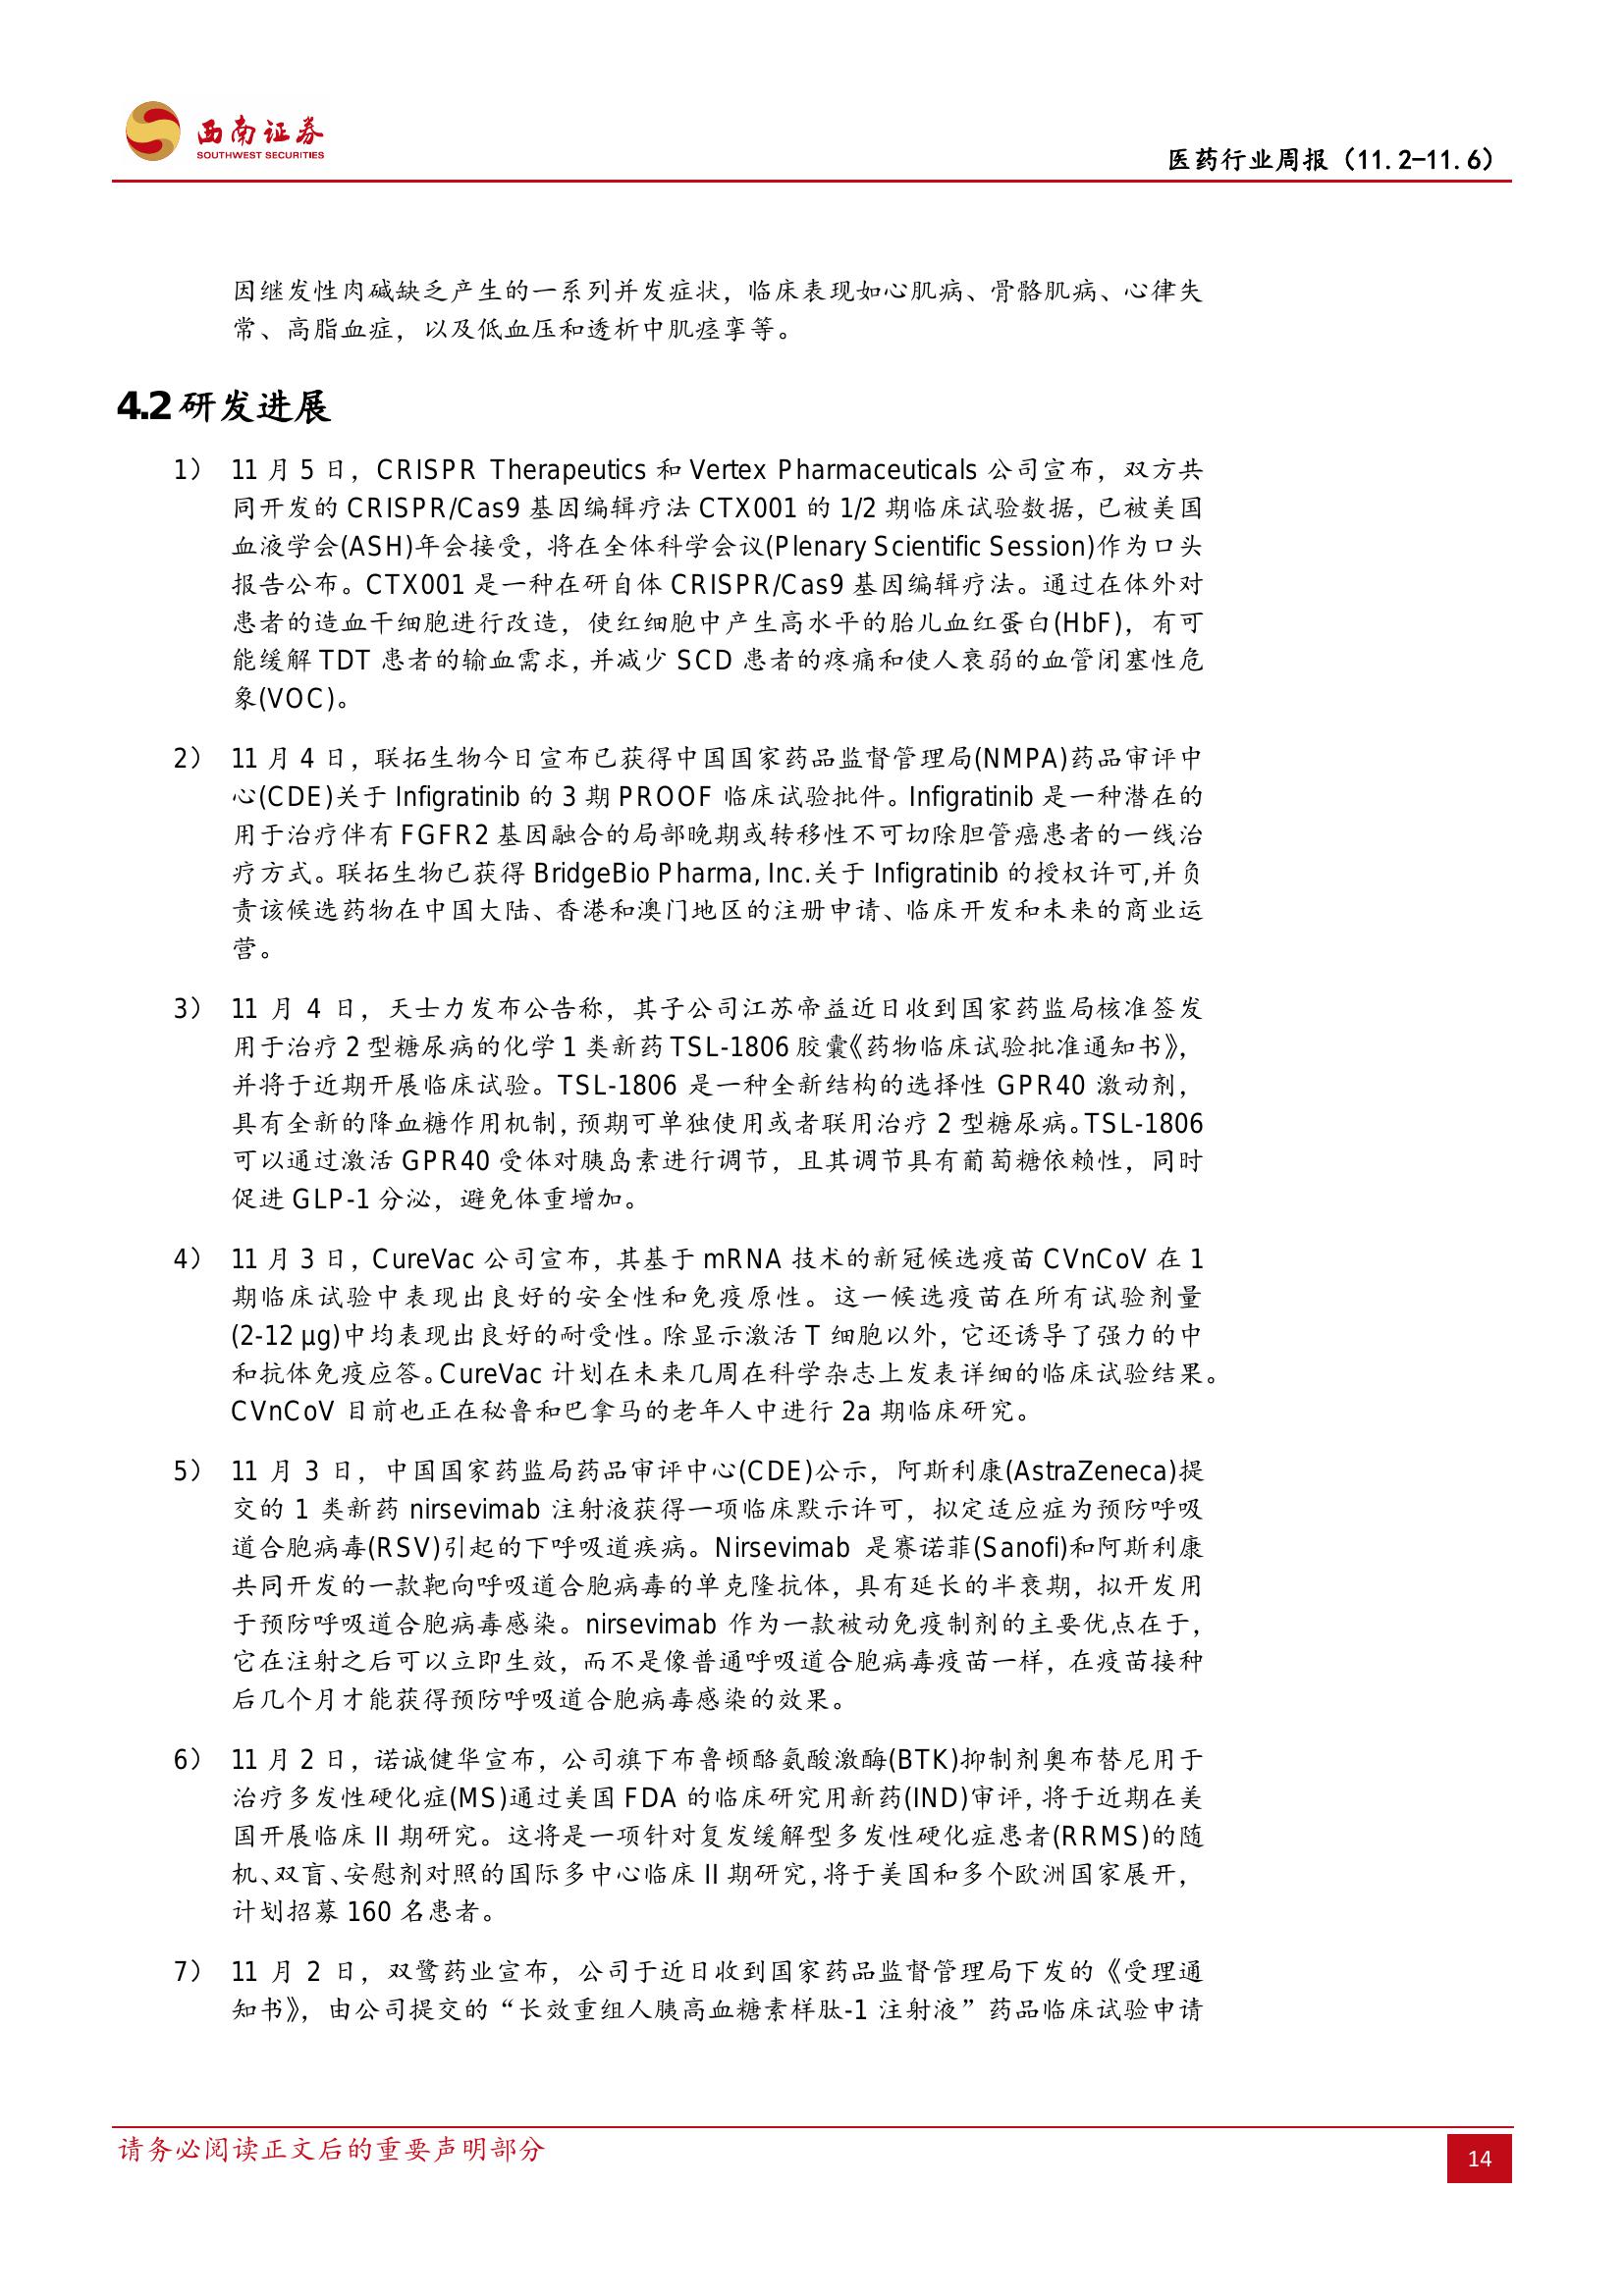 西南证券
SOUTHWEST SECURITIES
医药行业周报（11.2-11.6）
因继发性肉碱缺乏产生的一系列并发症状，临床表现如心肌病、骨骼肌病、心律失
常、高脂血症，以及低血压和透析中肌痉挛等。
4.2 研发进展
1） 11 月 5 日，CRISPR Therapeutics 和 Vertex Pharmaceuticals 公司宣布，双方共
同开发的 CRISPR/Cas9 基因编辑疗法 CTX001 的 1/2 期临床试验数据，已被美国
血液学会(ASH)年会接受，将在全体科学会议(Plenary Scientific Session)作为口头
报告公布。CTX001 是一种在研自体 CRISPR/Cas9 基因编辑疗法。通过在体外对
患者的造血干细胞进行改造，使红细胞中产生高水平的胎儿血红蛋白(HbF)，有可
能缓解 TDT 患者的输血需求，并减少 SCD 患者的疼痛和使人衰弱的血管闭塞性危
象(VOC)。
2） 11 月 4 日，联拓生物今日宣布已获得中国国家药品监督管理局(NMPA)药品审评中
心(CDE)关于 Infigratinib 的 3 期 PROOF 临床试验批件。Infigratinib 是一种潜在的
用于治疗伴有 FGFR2 基因融合的局部晚期或转移性不可切除胆管癌患者的一线治
疗方式。联拓生物已获得 BridgeBio Pharma, Inc.关于 Infigratinib 的授权许可,并负
责该候选药物在中国大陆、香港和澳门地区的注册申请、临床开发和未来的商业运
营。
3） 11 月 4 日，天士力发布公告称，其子公司江苏帝益近日收到国家药监局核准签发
用于治疗 2 型糖尿病的化学 1 类新药 TSL-1806 胶囊《药物临床试验批准通知书》，
并将于近期开展临床试验。TSL-1806 是一种全新结构的选择性 GPR40 激动剂，
具有全新的降血糖作用机制，预期可单独使用或者联用治疗 2 型糖尿病。TSL-1806
可以通过激活 GPR40 受体对胰岛素进行调节，且其调节具有葡萄糖依赖性，同时
促进 GLP-1 分泌，避免体重增加。
4） 11 月 3 日，CureVac 公司宣布，其基于 mRNA 技术的新冠候选疫苗 CVnCoV 在 1
期临床试验中表现出良好的安全性和免疫原性。这一候选疫苗在所有试验剂量
(2-12 µg)中均表现出良好的耐受性。除显示激活 T 细胞以外，它还诱导了强力的中
和抗体免疫应答。CureVac 计划在未来几周在科学杂志上发表详细的临床试验结果。
CVnCoV 目前也正在秘鲁和巴拿马的老年人中进行 2a 期临床研究。
5） 11 月 3 日，中国国家药监局药品审评中心(CDE)公示，阿斯利康(AstraZeneca)提
交的 1 类新药 nirsevimab 注射液获得一项临床默示许可，拟定适应症为预防呼吸
道合胞病毒(RSV)引起的下呼吸道疾病。Nirsevimab 是赛诺菲(Sanofi)和阿斯利康
共同开发的一款靶向呼吸道合胞病毒的单克隆抗体，具有延长的半衰期，拟开发用
于预防呼吸道合胞病毒感染。nirsevimab 作为一款被动免疫制剂的主要优点在于，
它在注射之后可以立即生效，而不是像普通呼吸道合胞病毒疫苗一样，在疫苗接种
后几个月才能获得预防呼吸道合胞病毒感染的效果。
6） 11 月 2 日，诺诚健华宣布，公司旗下布鲁顿酪氨酸激酶(BTK)抑制剂奥布替尼用于
治疗多发性硬化症(MS)通过美国 FDA 的临床研究用新药(IND)审评，将于近期在美
国开展临床 II 期研究。这将是一项针对复发缓解型多发性硬化症患者(RRMS)的随
机、双盲、安慰剂对照的国际多中心临床 II 期研究，将于美国和多个欧洲国家展开，
计划招募 160 名患者。
7） 11 月 2 日，双鹭药业宣布，公司于近日收到国家药品监督管理局下发的《受理通
知书》，由公司提交的“长效重组人胰高血糖素样肽-1 注射液”药品临床试验申请
请务必阅读正文后的重要声明部分
14